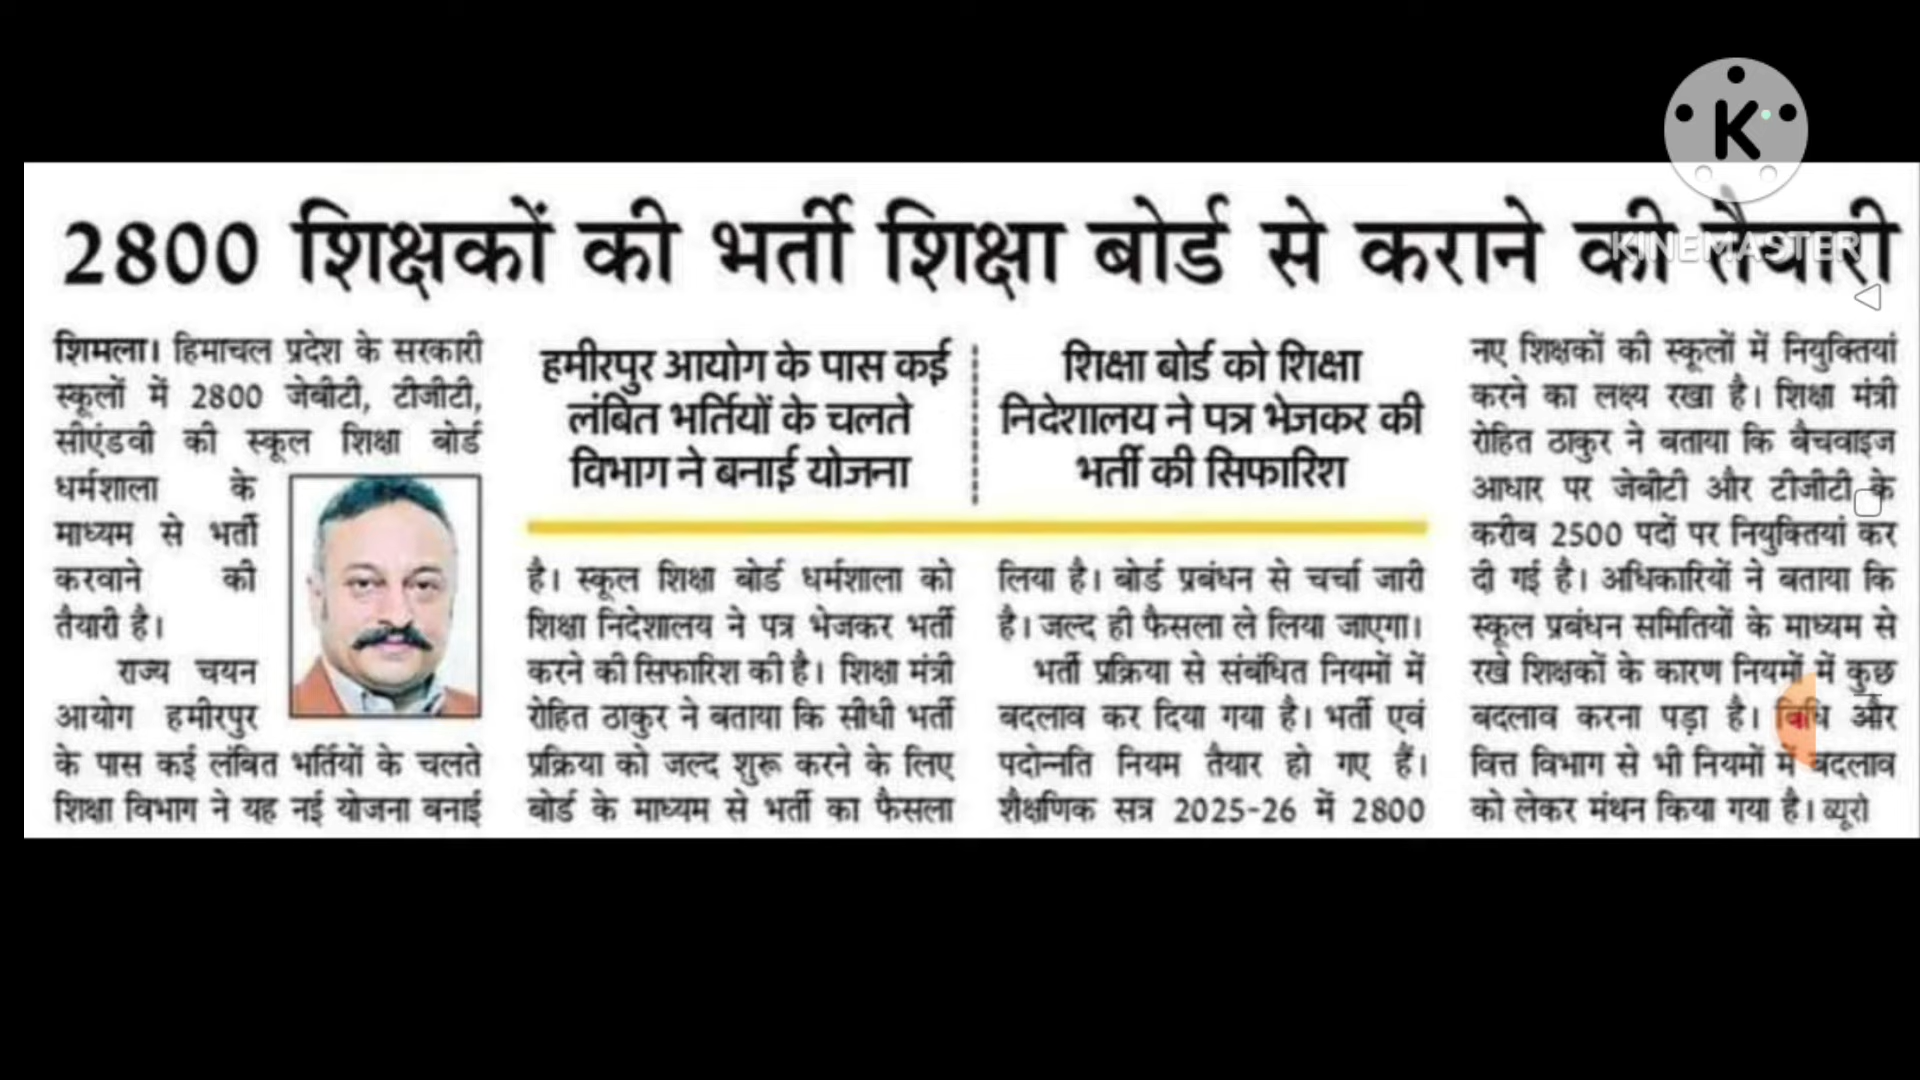 2800 शिक्षकों की भर्ती शिक्षा बोर्ड से कराने की तैयारी
शिमला। हिमाचल प्रदेश के सरकारी
स्कूलों में 2800 जेबीटी, टीजीटी,
सीएंडवी की स्कूल शिक्षा बोर्ड
धर्मशाला के
माध्यम से भर्ती
करवाने की
तैयारी है।
राज्य चयन
आयोग हमीरपुर
के पास कई लंबित भर्तियों के चलते
शिक्षा विभाग ने यह नई योजना बनाई
हमीरपुर आयोग के पास कई
लंबित भर्तियों के चलते
विभाग ने बनाई योजना
शिक्षा बोर्ड को शिक्षा
निदेशालय ने पत्र भेजकर की
भर्ती की सिफारिश
है। स्कूल शिक्षा बोर्ड धर्मशाला को
शिक्षा निदेशालय ने पत्र भेजकर भर्ती
करने की सिफारिश की है। शिक्षा मंत्री
रोहित ठाकुर ने बताया कि सीधी भर्ती
प्रक्रिया को जल्द शुरू करने के लिए
बोर्ड के माध्यम से भर्ती का फैसला
लिया है। बोर्ड प्रबंधन से चर्चा जारी
है। जल्द ही फैसला ले लिया जाएगा।
भर्ती प्रक्रिया से संबंधित नियमों में
बदलाव कर दिया गया है। भर्ती एवं
पदोन्नति नियम तैयार हो गए हैं।
शैक्षणिक सत्र 2025-26 में 2800
नए शिक्षकों की स्कूलों में नियुक्तियां
करने का लक्ष्य रखा है। शिक्षा मंत्री
रोहित ठाकुर ने बताया कि बैचवाइज
आधार पर जेबीटी और टीजीटी के
करीब 2500 पदों पर नियुक्तियां कर
दी गई है। अधिकारियों ने बताया कि
स्कूल प्रबंधन समितियों के माध्यम से
रखे शिक्षकों के कारण नियमों में कुछ
बदलाव करना पड़ा है। विधि और
वित्त विभाग से भी नियमों में बदलाव
को लेकर मंथन किया गया है। ब्यूरो
K
KINEMASTER